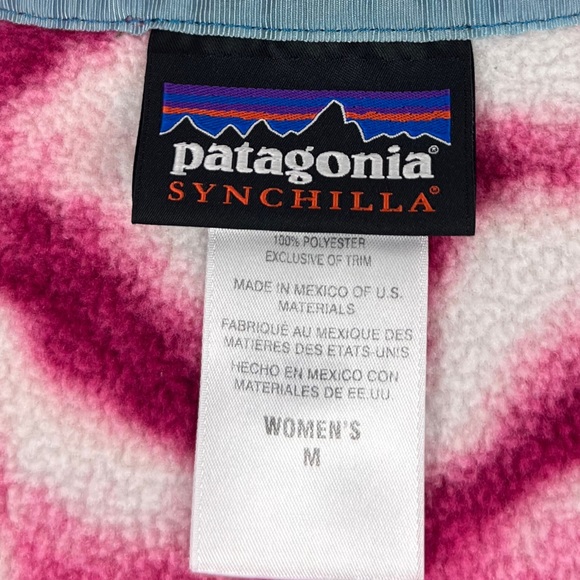 patagonia®
SYNCHILLA®
100% POLYESTER
EXCLUSIVE OF TRIM
MADE IN MEXICO OF U.S.
MATERIALS
FABRIQUÉ AU MEXIQUE DES
MATIERES DES ETATS-UNIS
HECHO EN MEXICO CON
MATERIALES DE EE.UU.
WOMEN'S
M